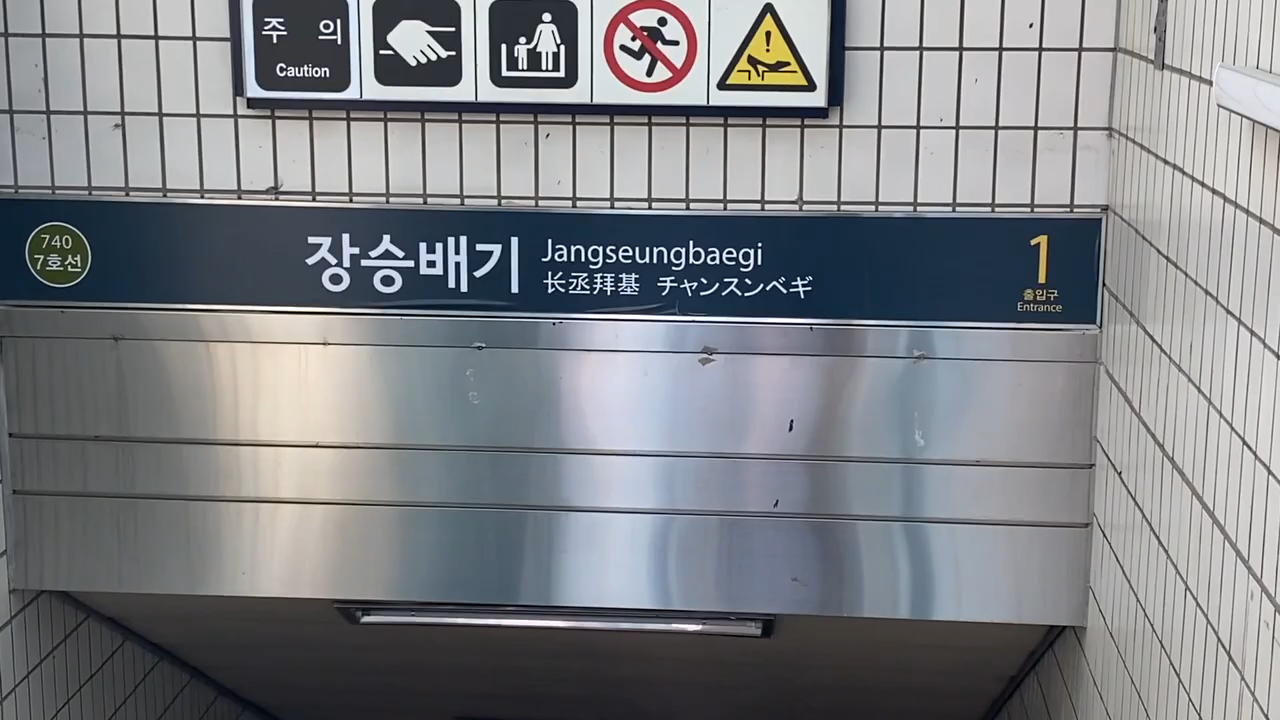 주 의
Caution
740
7호선
장승배기
Jangseungbaegi
长丞拜基 チャンスンベギ
1
출입구
Entrance